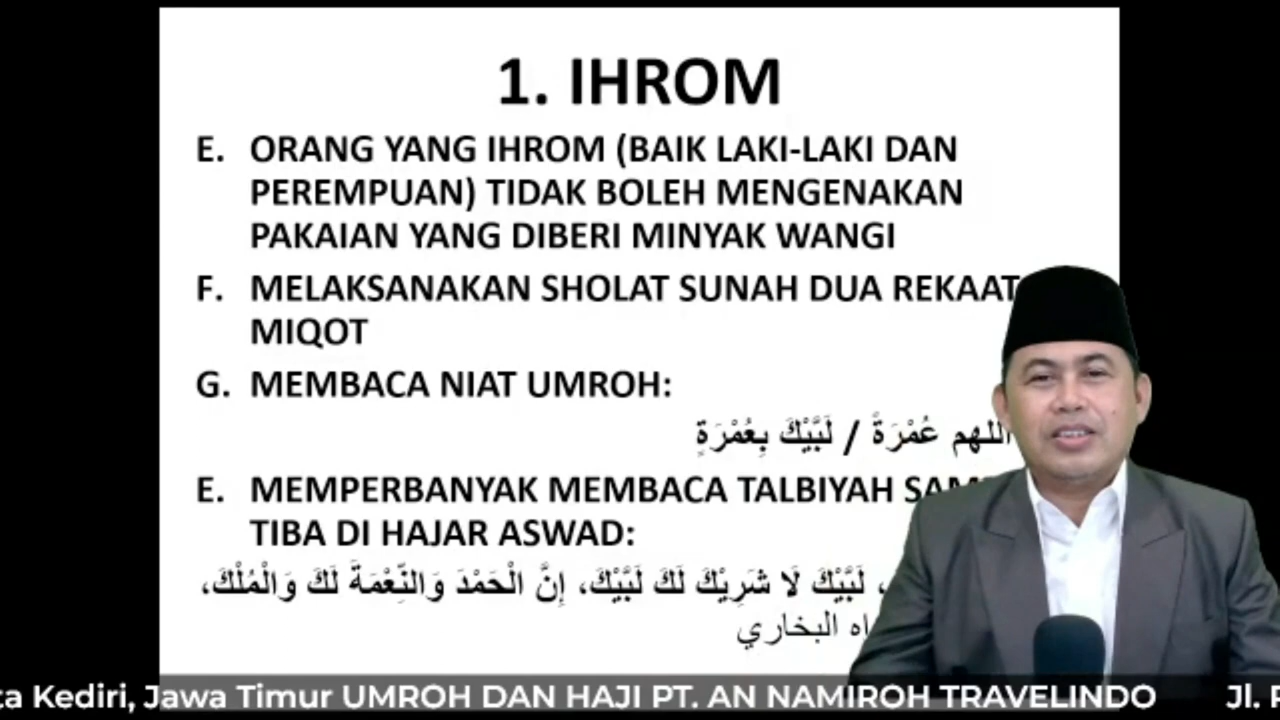 1. IHROM
E. ORANG YANG IHROM (BAIK LAKI-LAKI DAN
PEREMPUAN) TIDAK BOLEH MENGENAKAN
PAKAIAN YANG DIBERI MINYAK WANGI
F. MELAKSANAKAN SHOLAT SUNAH DUA REKAAT
MIQOT
G. MEMBACA NIAT UMROH:
اللهم عُمْرَةً / لَبَّيْكَ بِعُمْرَةٍ
E. MEMPERBANYAK MEMBACA TALBIYAH
TIBA DI HAJAR ASWAD:
، لَبَّيْكَ لَا شَرِيْكَ لَكَ لَبَّيْكَ، إِنَّ الْحَمْدَ وَالنِّعْمَةَ لَكَ وَالْمُلْكَ،
البخاري
Kediri, Jawa Timur UMROH DAN HAJI PT. AN NAMIROH TRAVELINDO Jl.